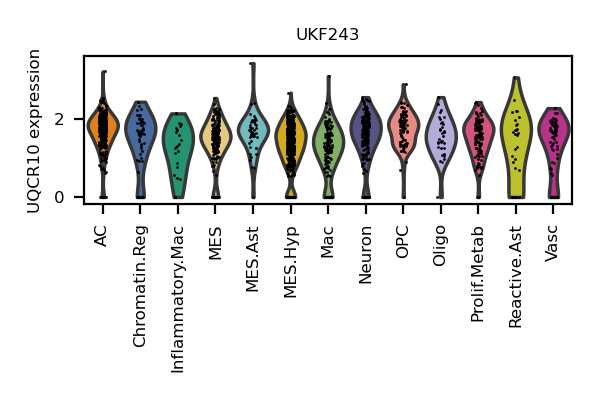 UKF243
UQCR10 expression
2
0
AC
Chromatin.Reg
Inflammatory.Mac
MES
MES.Ast
MES.Hyp
Mac
Neuron
OPC
Oligo
Prolif.Metab
Reactive.Ast
Vasc